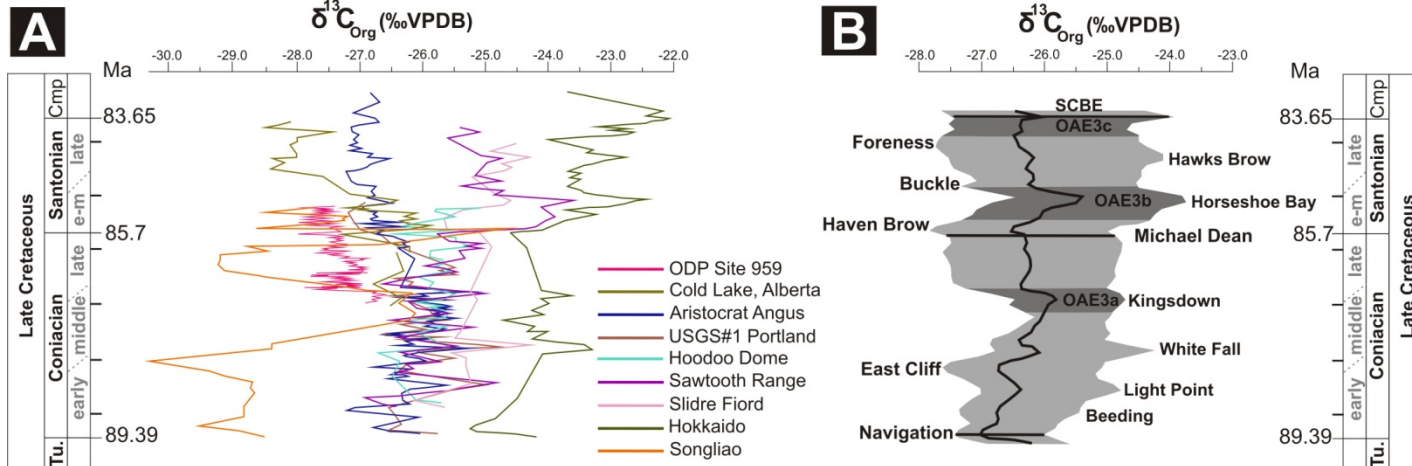 A
δ13COrg (‰VPDB)
-30.0 -29.0 -28.0 -27.0 -26.0 -25.0 -24.0 -23.0 -22.0
Ma
Late Cretaceous
Tu.
Coniacian
Santonian
Cmp
early
middle
late
e-m
late
83.65
85.7
89.39
ODP Site 959
Cold Lake, Alberta
Aristocrat Angus
USGS#1 Portland
Hoodoo Dome
Sawtooth Range
Slidre Fiord
Hokkaido
Songliao
B
δ13COrg (‰VPDB)
-28.0 -27.0 -26.0 -25.0 -24.0 -23.0
SCBE
OAE3c
Foreness
Hawks Brow
Buckle
OAE3b
Horseshoe Bay
Haven Brow
Michael Dean
OAE3a
Kingsdown
White Fall
East Cliff
Light Point
Beeding
Navigation
Ma
83.65
85.7
89.39
early
middle
late
e-m
late
Tu.
Coniacian
Santonian
Cmp
Late Cretaceous